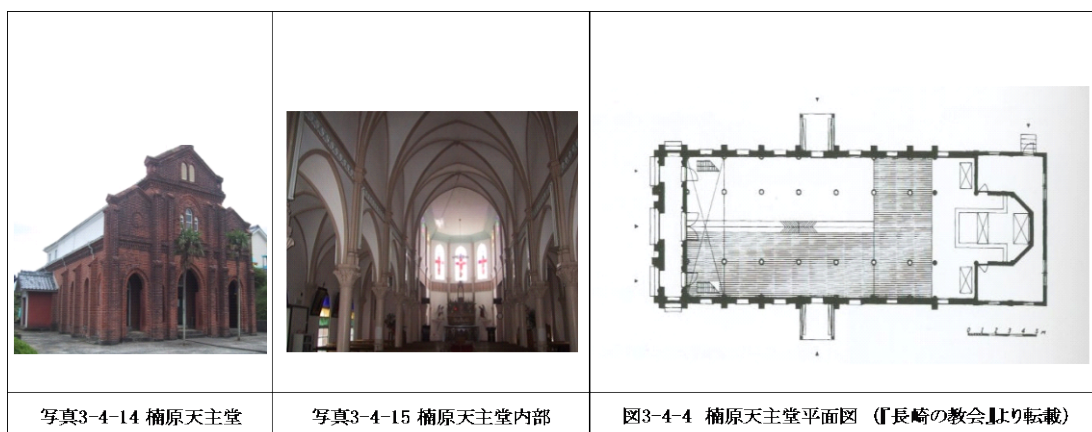 写真3-4-14 楠原天主堂
写真3-4-15 楠原天主堂内部
図3-4-4 楠原天主堂平面図 (『長崎の教会』より転載)